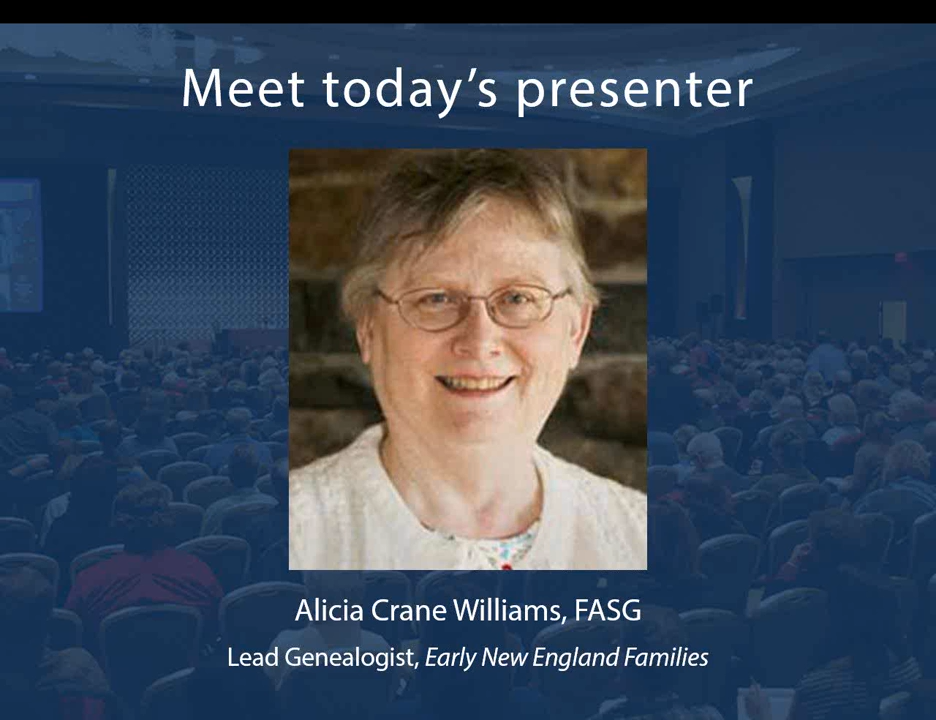 Meet today’s presenter
Alicia Crane Williams, FASG
Lead Genealogist, Early New England Families